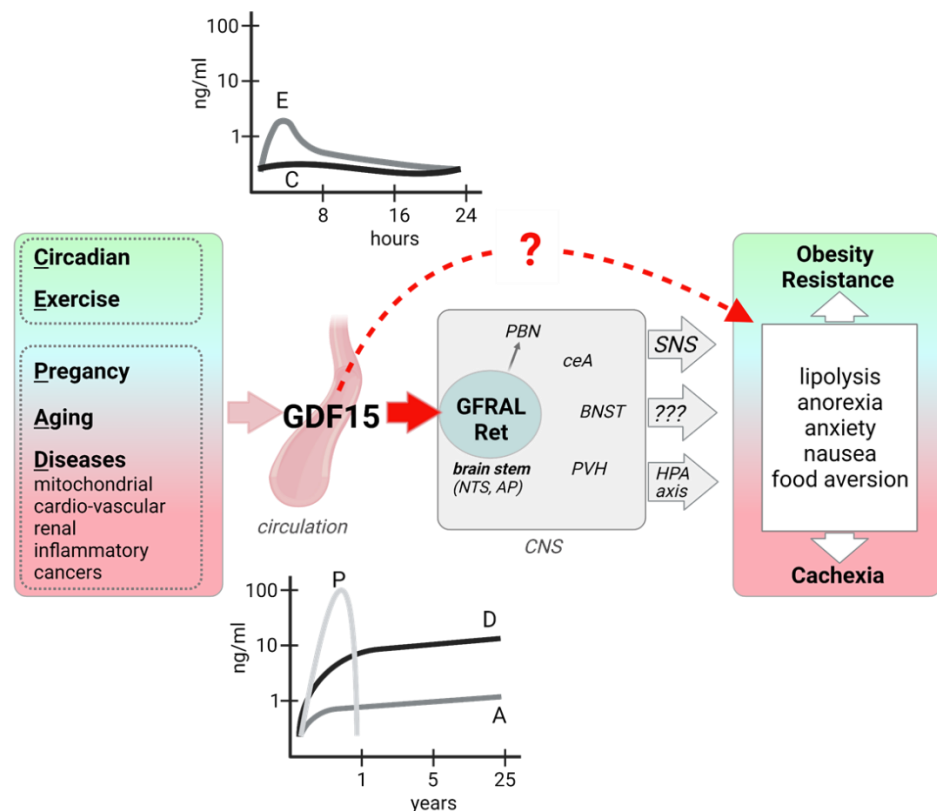 100
10
1
ng/ml
E
C
8
16
24
hours
Circadian
Exercise
Pregancy
Aging
Diseases
mitochondrial
cardio-vascular
renal
inflammatory
cancers
GDF15
circulation
?
PBN
ceA
GFRAL
Ret
BNST
brain stem
(NTS, AP)
PVH
CNS
SNS
???
HPA
axis
Obesity
Resistance
lipolysis
anorexia
anxiety
nausea
food aversion
Cachexia
100
10
1
ng/ml
P
D
A
1
5
25
years